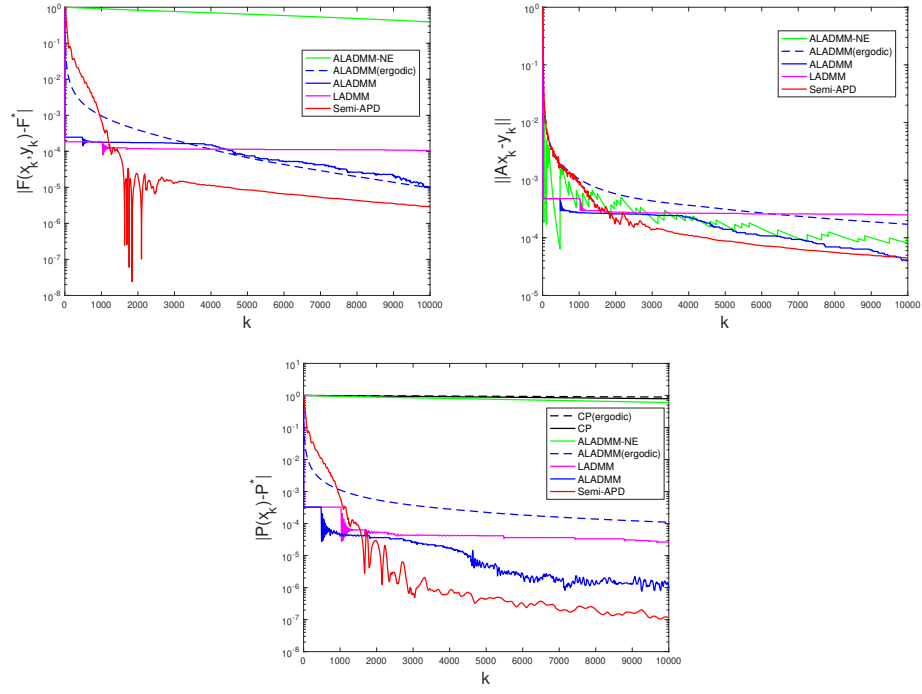 10^0
10^-1
10^-2
10^-3
10^-4
10^-5
10^-6
10^-7
10^-8
|F(x_k,y_k)-F^*|
0 1000 2000 3000 4000 5000 6000 7000 8000 9000 10000
k
ALADMM-NE
ALADMM(ergodic)
ALADMM
LADMM
Semi-APD
10^1
10^0
10^-1
10^-2
10^-3
10^-4
10^-5
||Ax_k-y_k||
0 1000 2000 3000 4000 5000 6000 7000 8000 9000 10000
k
ALADMM-NE
ALADMM(ergodic)
ALADMM
LADMM
Semi-APD
10^1
10^0
10^-1
10^-2
10^-3
10^-4
10^-5
10^-6
10^-7
10^-8
|P(x_k)-P^*|
0 1000 2000 3000 4000 5000 6000 7000 8000 9000 10000
k
CP(ergodic)
CP
ALADMM-NE
ALADMM(ergodic)
LADMM
ALADMM
Semi-APD